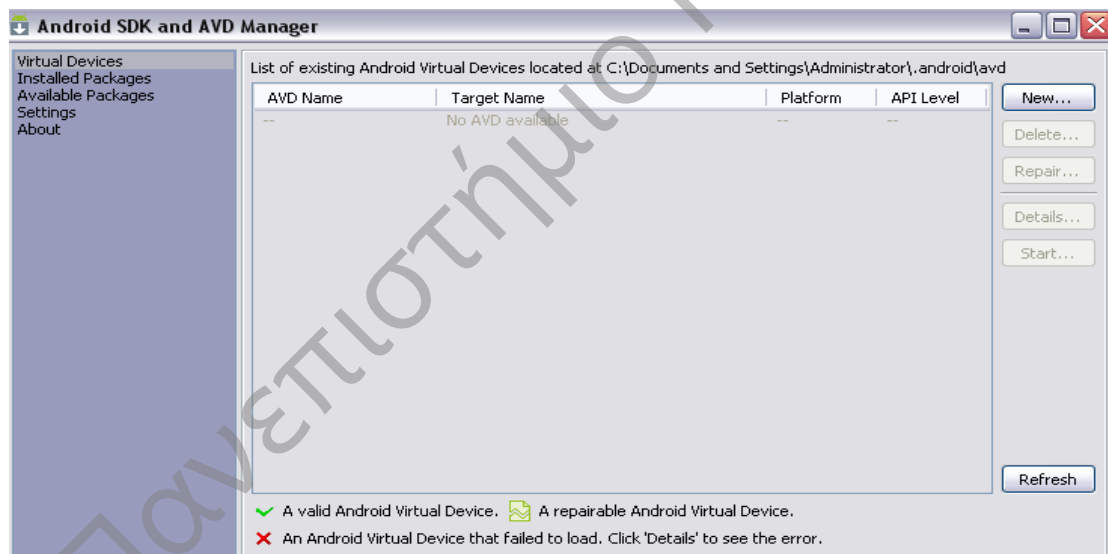 Android SDK and AVD Manager
Virtual Devices
Installed Packages
Available Packages
Settings
About
List of existing Android Virtual Devices located at C:\Documents and Settings\Administrator\.android\avd
AVD Name Target Name Platform API Level
-- No AVD available -- --
New...
Delete...
Repair...
Details...
Start...
Refresh
A valid Android Virtual Device. A repairable Android Virtual Device.
An Android Virtual Device that failed to load. Click 'Details' to see the error.
Πανεπιστήμιο